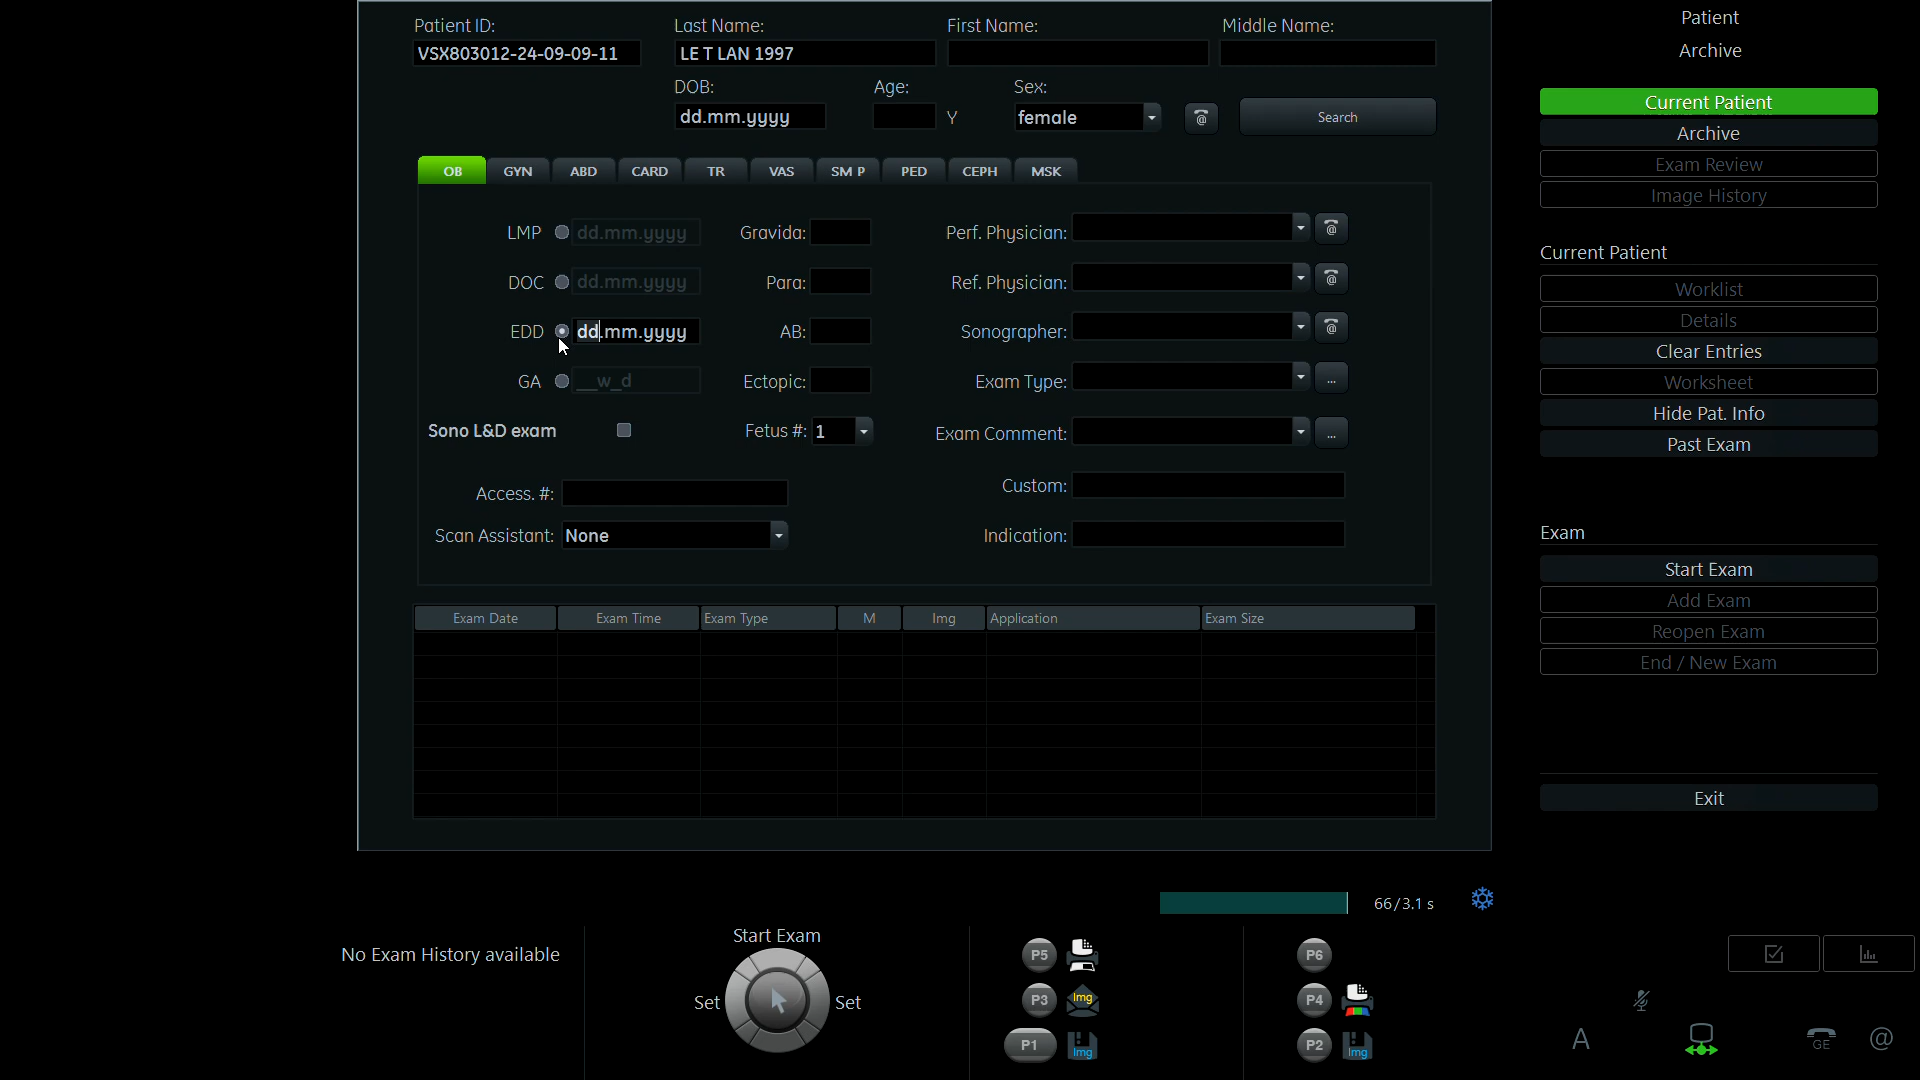 Patient ID: Last Name: First Name: Middle Name:
VSX803012-24-09-09-11 LE T LAN 1997
DOB: Age: Sex:
dd.mm.yyyy Y female @ Search
OB GYN ABD CARD TR VAS SM P PED CEPH MSK
LMP dd.mm.yyyy Gravida: Perf. Physician: @
DOC dd.mm.yyyy Para: Ref. Physician: @
EDD dd.mm.yyyy AB: Sonographer: @
GA __w_d Ectopic: Exam Type: ...
Sono L&D exam Fetus #: 1 Exam Comment: ...
Access. #: Custom:
Scan Assistant: None Indication:
Exam Date Exam Time Exam Type M Img Application Exam Size
Patient
Archive
Current Patient
Archive
Exam Review
Image History
Current Patient
Worklist
Details
Clear Entries
Worksheet
Hide Pat. Info
Past Exam
Exam
Start Exam
Add Exam
Reopen Exam
End / New Exam
Exit
66/3.1 s
No Exam History available
Start Exam
Set Set
P5 P6
P3 Img P4
P1 Img P2 Img
A GE @